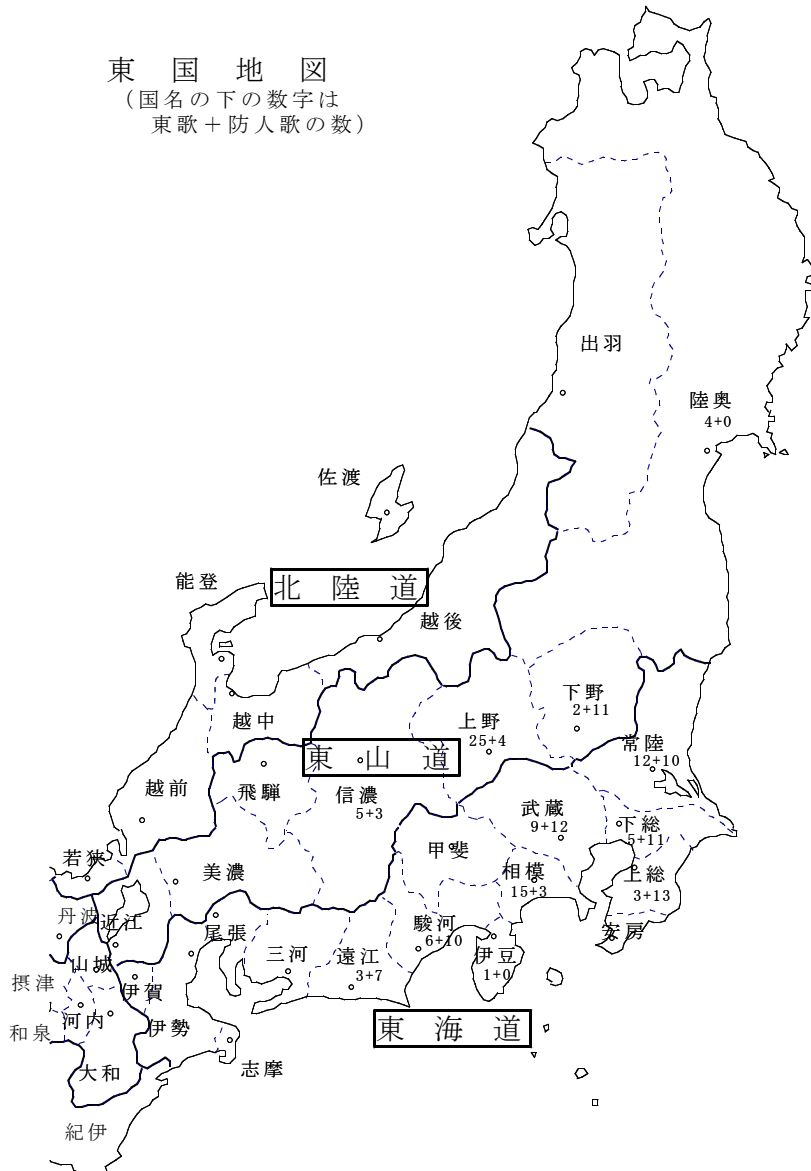 東国地図
（国名の下の数字は
東歌＋防人歌の数）
出羽
陸奥
4+0
佐渡
能登
北陸道
越後
越中
上野
25+4
下野
2+11
常陸
12+10
東山道
越前
飛騨
信濃
5+3
武蔵
9+12
下総
5+11
若狭
美濃
甲斐
相模
15+3
上総
3+13
丹波
近江
尾張
駿河
6+10
安房
山城
三河
遠江
3+7
伊豆
1+0
摂津
伊賀
河内
伊勢
和泉
東海道
大和
志摩
紀伊